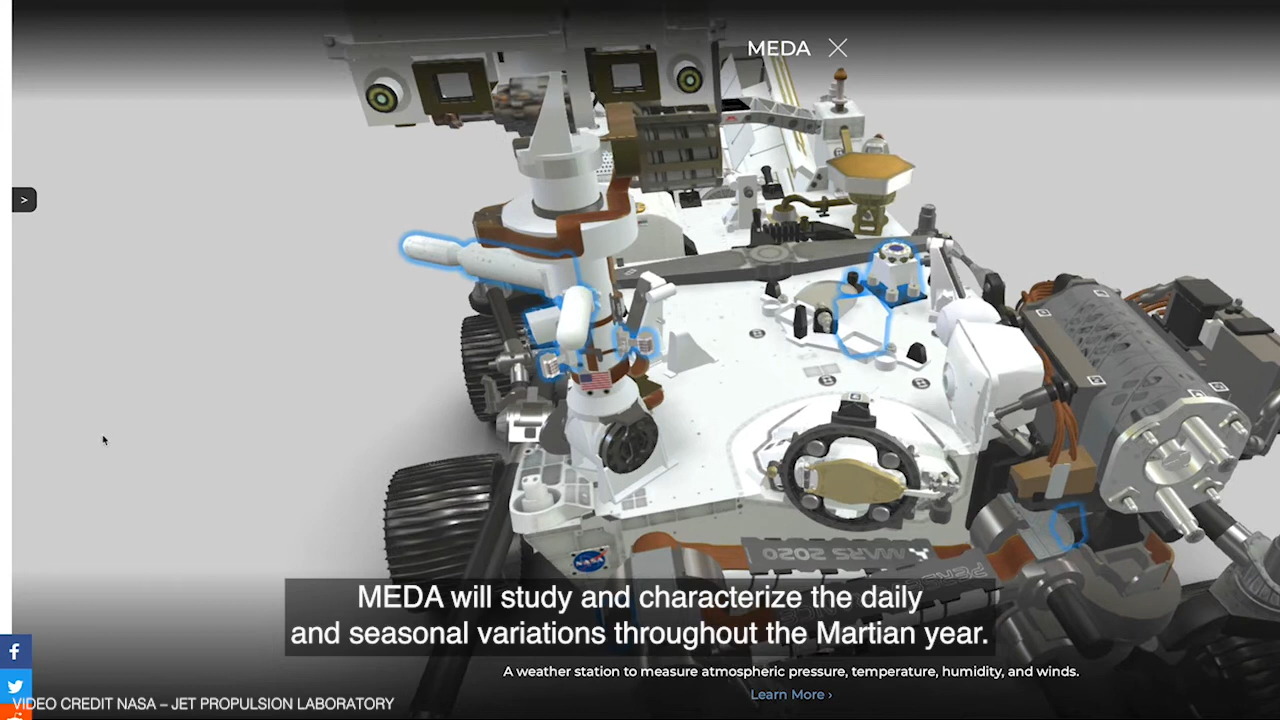 MEDA
>
NASA
MARS 2020
MEDA will study and characterize the daily
and seasonal variations throughout the Martian year.
A weather station to measure atmospheric pressure, temperature, humidity, and winds.
Learn More ›
VIDEO CREDIT NASA – JET PROPULSION LABORATORY